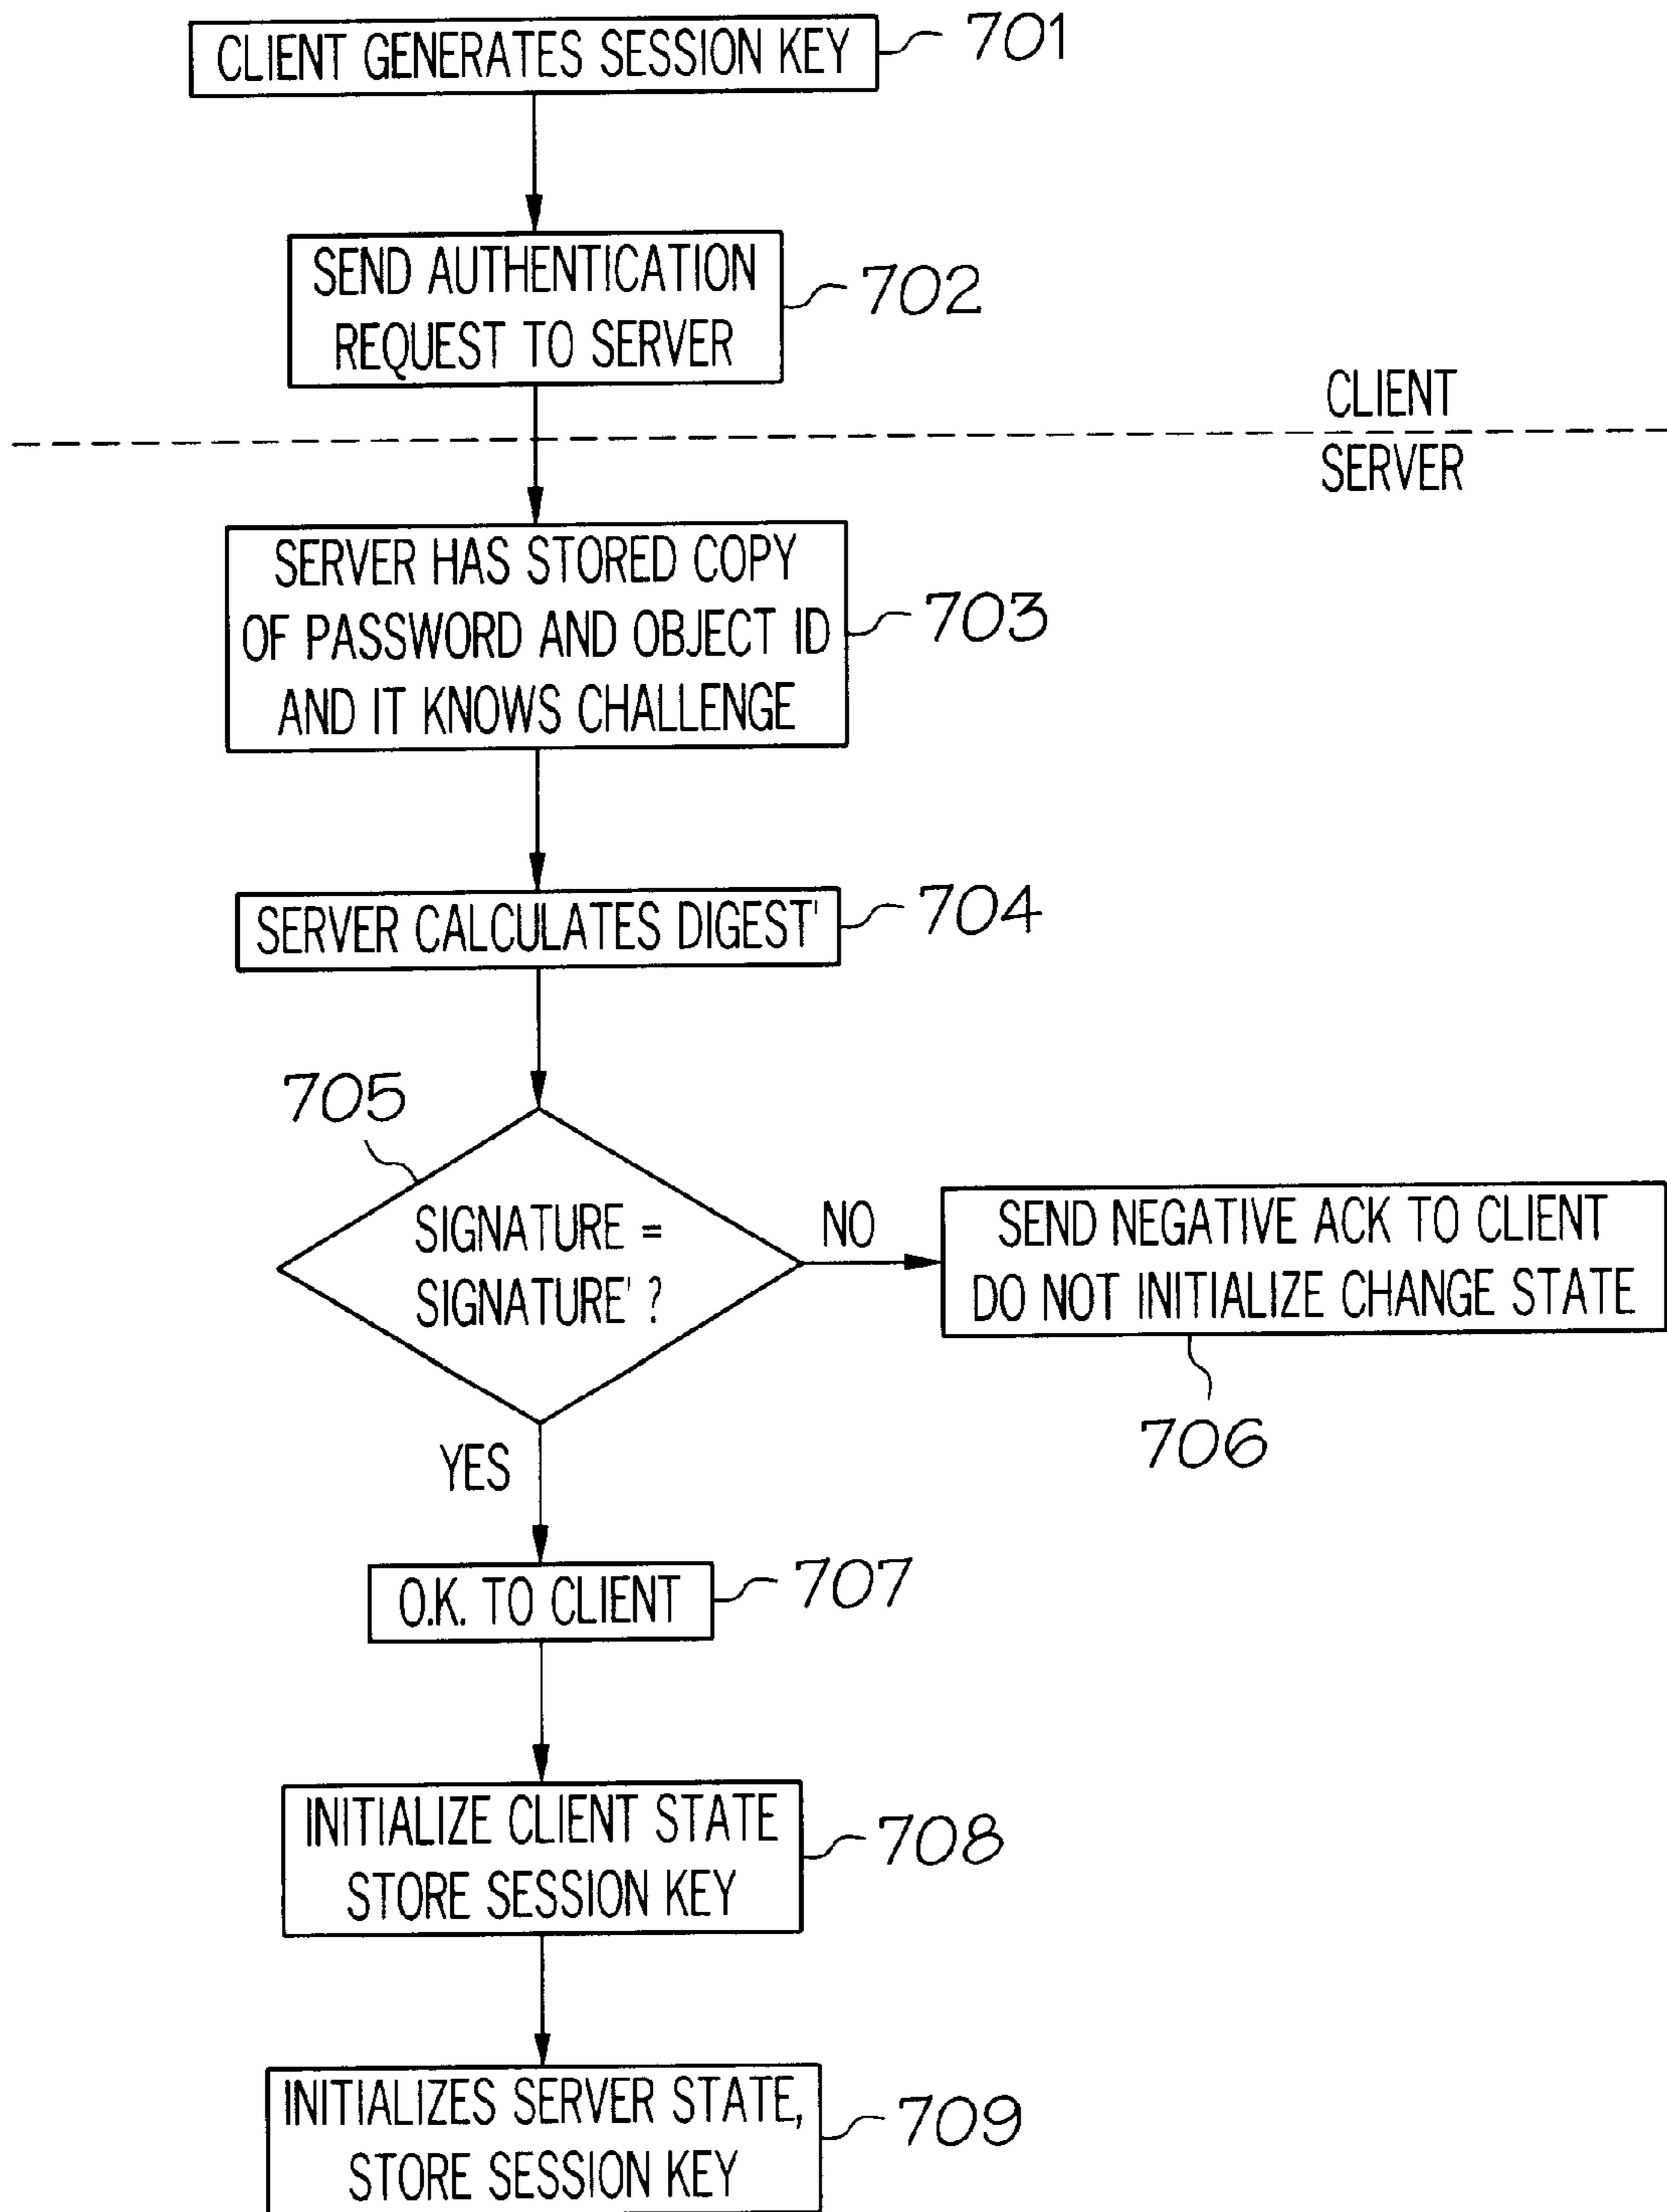 CLIENT GENERATES SESSION KEY
701
SEND AUTHENTICATION
REQUEST TO SERVER
702
CLIENT
SERVER
SERVER HAS STORED COPY
OF PASSWORD AND OBJECT ID
AND IT KNOWS CHALLENGE
703
SERVER CALCULATES DIGEST'
704
705
SIGNATURE =
SIGNATURE' ?
NO
SEND NEGATIVE ACK TO CLIENT
DO NOT INITIALIZE CHANGE STATE
706
YES
O.K. TO CLIENT
707
INITIALIZE CLIENT STATE
STORE SESSION KEY
708
INITIALIZES SERVER STATE,
STORE SESSION KEY
709